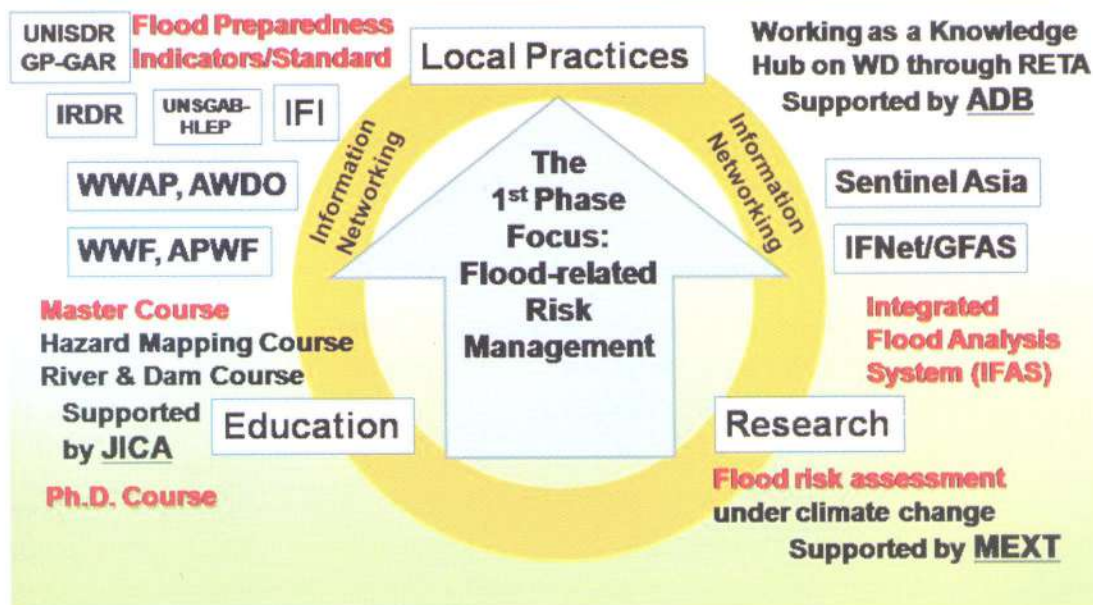 UNISDR
GP-GAR
Flood Preparedness
Indicators/Standard
Local Practices
Working as a Knowledge
Hub on WD through RETA
Supported by ADB
IRDR
UNSGAB-
HLEP
IFI
Information
Networking
Information
Networking
WWAP, AWDO
WWF, APWF
The
1st Phase
Focus:
Flood-related
Risk
Management
Sentinel Asia
IFNet/GFAS
Master Course
Hazard Mapping Course
River & Dam Course
Supported
by JICA
Ph.D. Course
Education
Integrated
Flood Analysis
System (IFAS)
Research
Flood risk assessment
under climate change
Supported by MEXT